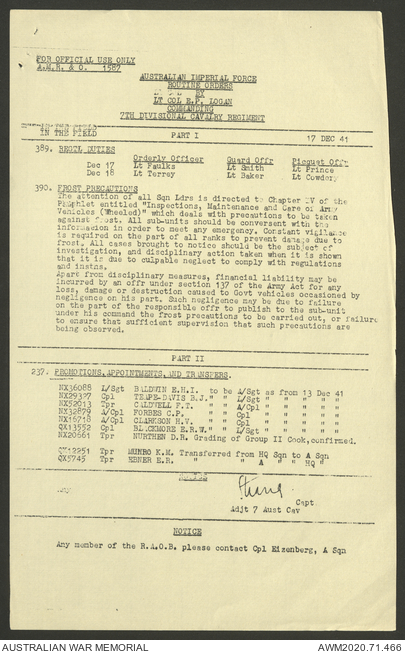 FOR OFFICIAL USE ONLY
A.M.R. & O. 1587
AUSTRALIAN IMPERIAL FORCE
ROUTINE ORDERS
BY
LT COL E.P. LOGAN
COMMANDING
7TH DIVISIONAL CAVALRY REGIMENT
IN THE FIELD
PART I
17 DEC 41
389. REGTL DUTIES
Orderly Officer Guard Offr Picquet Offr
Dec 17 Lt Faulks Lt Smith Lt Prince
Dec 18 Lt Terrey Lt Baker Lt Cowdery
390. FROST PRECAUTIONS
The attention of all Sqn Ldrs is directed to Chapter IV of the
Pamphlet entitled "Inspections, Maintenance and Care of Army
Vehicles (Wheeled)" which deals with precautions to be taken
against frost. All sub-units should be conversant with the
information in order to meet any emergency. Constant vigilance
is required on the part of all ranks to prevent damage due to
frost. All cases brought to notice should be the subject of
investigation, and disciplinary action taken when it is shown
that it is due to culpable neglect to comply with regulations
and instns.
Apart from disciplinary measures, financial liability may be
incurred by an offr under section 137 of the Army Act for any
loss, damage or destruction caused to Govt vehicles occasioned by
negligence on his part. Such negligence may be due to failure
on the part of the responsible offr to publish to the sub-unit
under his command the frost precautions to be carried out, or failure
to ensure that sufficient supervision that such precautions are
being observed.
PART II
237. PROMOTIONS, APPOINTMENTS, AND TRANSFERS.
NX36088 L/Sgt BALDWIN E.H.I. to be A/Sgt as from 13 Dec 41
NX29327 Cpl TEAPE-DAVIS B.J. " " L/Sgt " " " " "
NX52013 Tpr CALDWELL P.T. " " A/Cpl " " " " "
NX32879 A/Cpl FORBES C.P. " " Cpl " " " " "
NX16718 A/Cpl CLARKSON H.V. " " Cpl " " " " "
QX13552 Cpl BLACKMORE E.R.W. " " L/Sgt " " " " "
NX20661 Tpr NURTHEN D.R. Grading of Group II Cook, confirmed.
QX12251 Tpr MUNRO K.M. Transferred from HQ Sqn to A Sqn
QX5745 Tpr EBNER E.R. " " A " " HQ "
Capt
Adjt 7 Aust Cav
NOTICE
Any member of the R.A.O.B. please contact Cpl Eizenberg, A Sqn
AUSTRALIAN WAR MEMORIAL
AWM2020.71.466